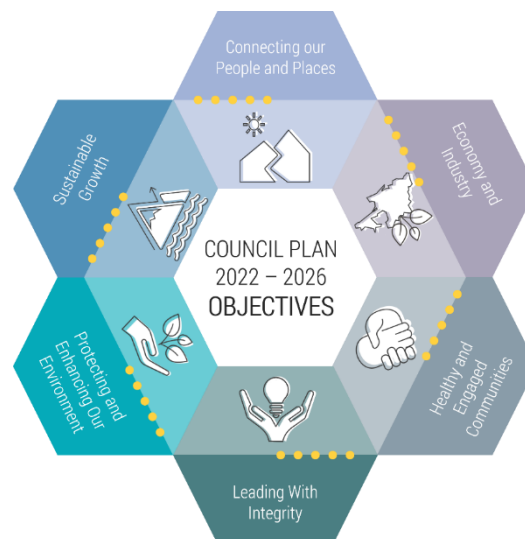 Connecting our
People and Places
Economy and
Industry
Healthy and
Engaged
Communities
Leading With
Integrity
Protecting and
Enhancing Our
Environment
Sustainable
Growth
COUNCIL PLAN
2022 – 2026
OBJECTIVES